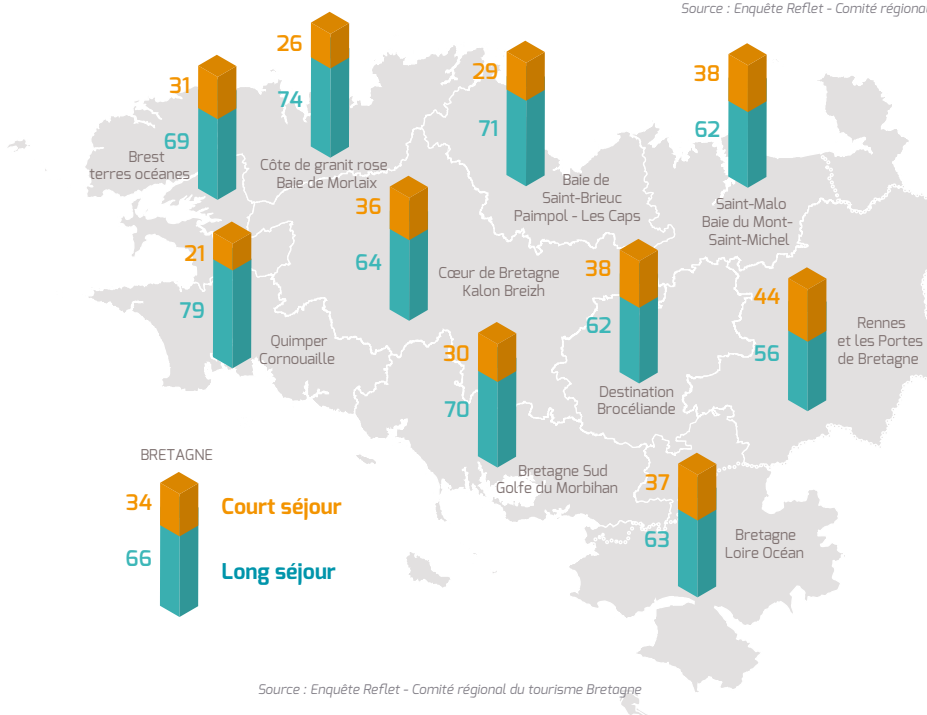 Source : Enquête Reflet - Comité régional
26
74
Côte de granit rose
Baie de Morlaix
31
69
Brest
terres océanes
29
71
Baie de
Saint-Brieuc
Paimpol - Les Caps
38
62
Saint-Malo
Baie du Mont-
Saint-Michel
36
64
Cœur de Bretagne
Kalon Breizh
21
79
Quimper
Cornouaille
38
62
Destination
Brocéliande
44
56
Rennes
et les Portes
de Bretagne
30
70
Bretagne Sud
Golfe du Morbihan
37
63
Bretagne
Loire Océan
BRETAGNE
34
Court séjour
66
Long séjour
Source : Enquête Reflet - Comité régional du tourisme Bretagne